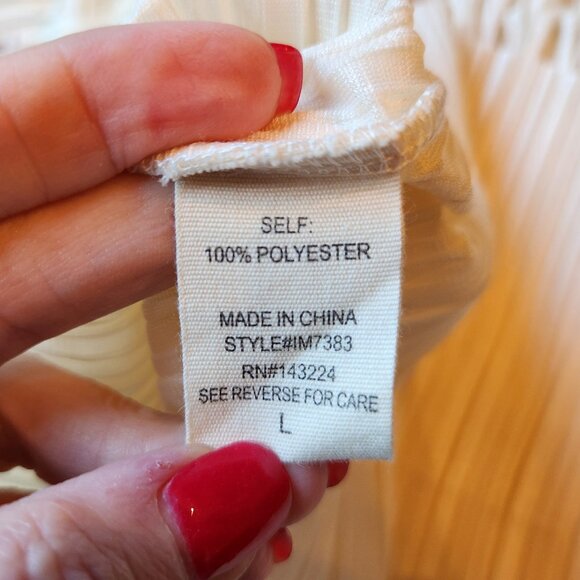 SELF:
100% POLYESTER
MADE IN CHINA
STYLE#IM7383
RN#143224
SEE REVERSE FOR CARE
L